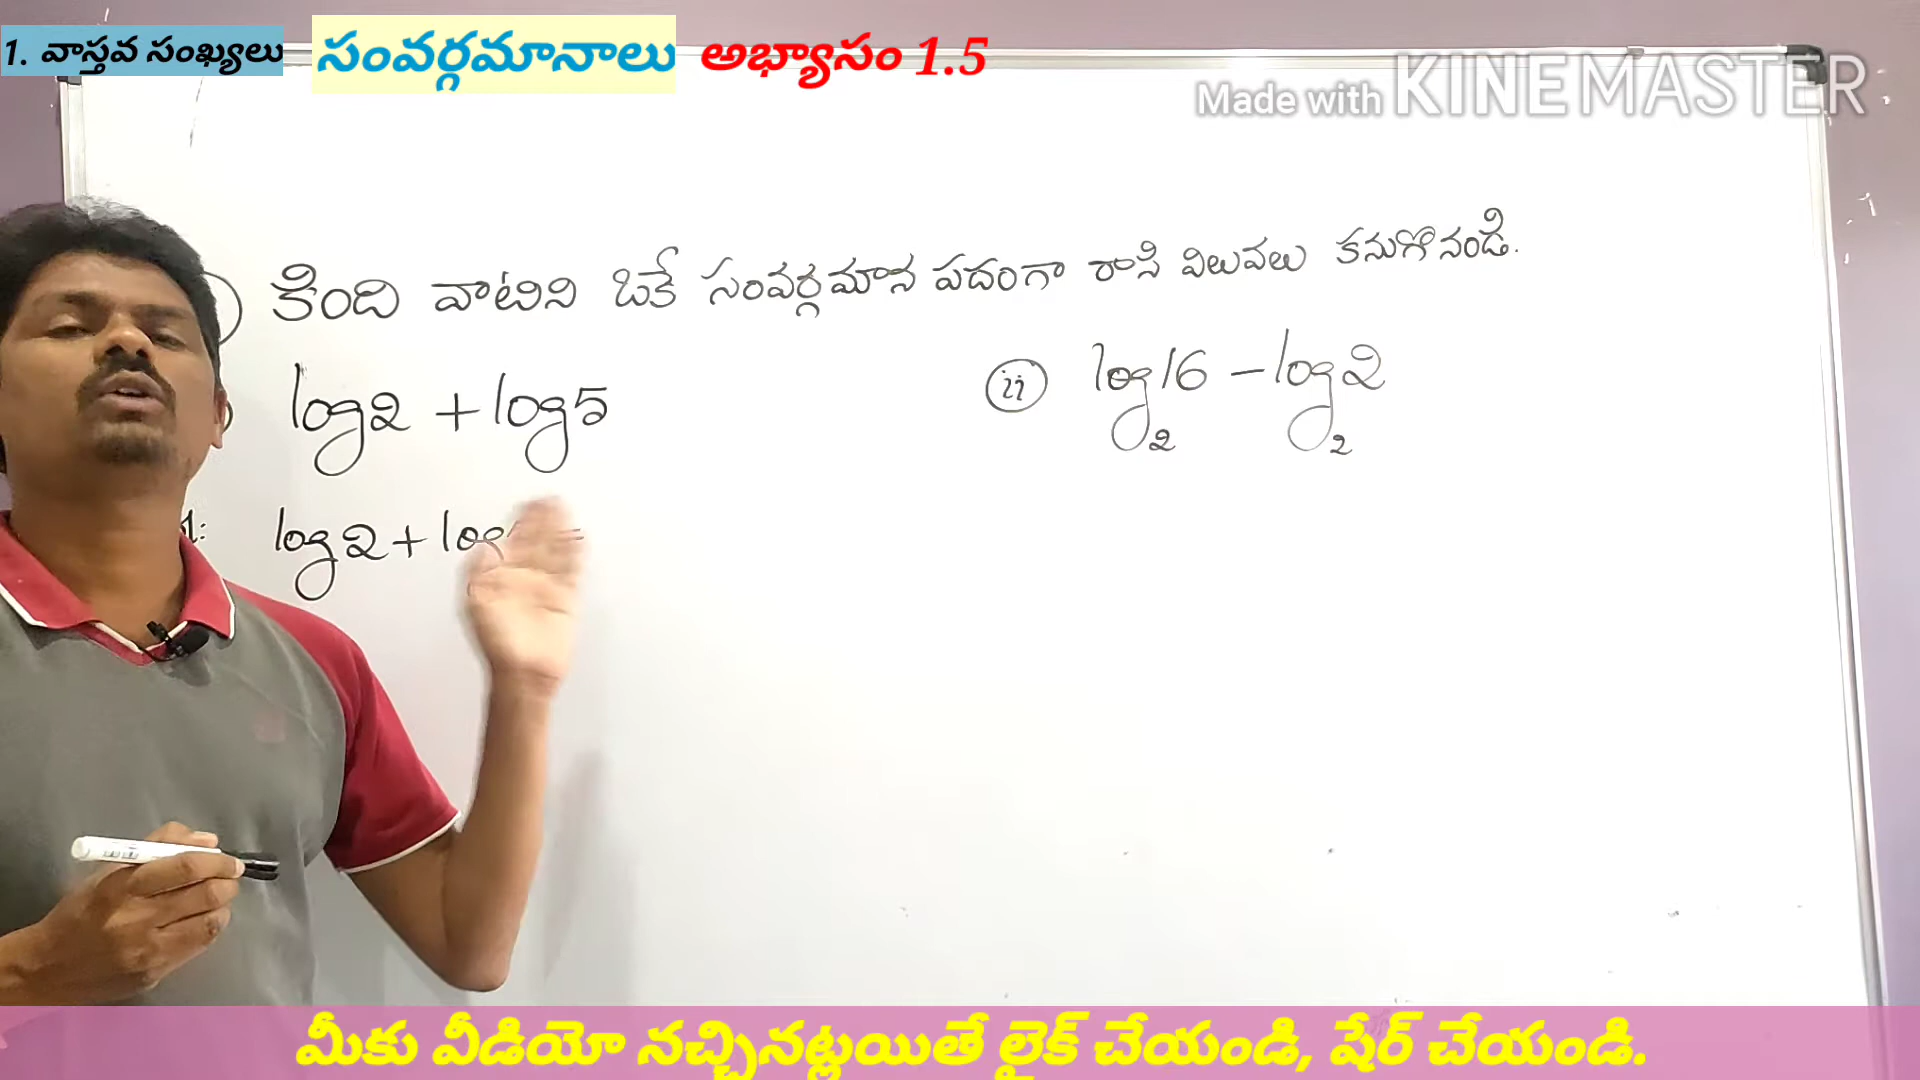 1. వాస్తవ సంఖ్యలు సంవర్గమానాలు అభ్యాసం 1.5
Made with KINEMASTER
కింది వాటిని ఒకే సంవర్గమాన పదంగా రాసి విలువలు కనుగొనండి.
log2 + log5
ii log₂16 - log₂2
log2 + log
మీకు వీడియో నచ్చినట్లయితే లైక్ చేయండి, షేర్ చేయండి.